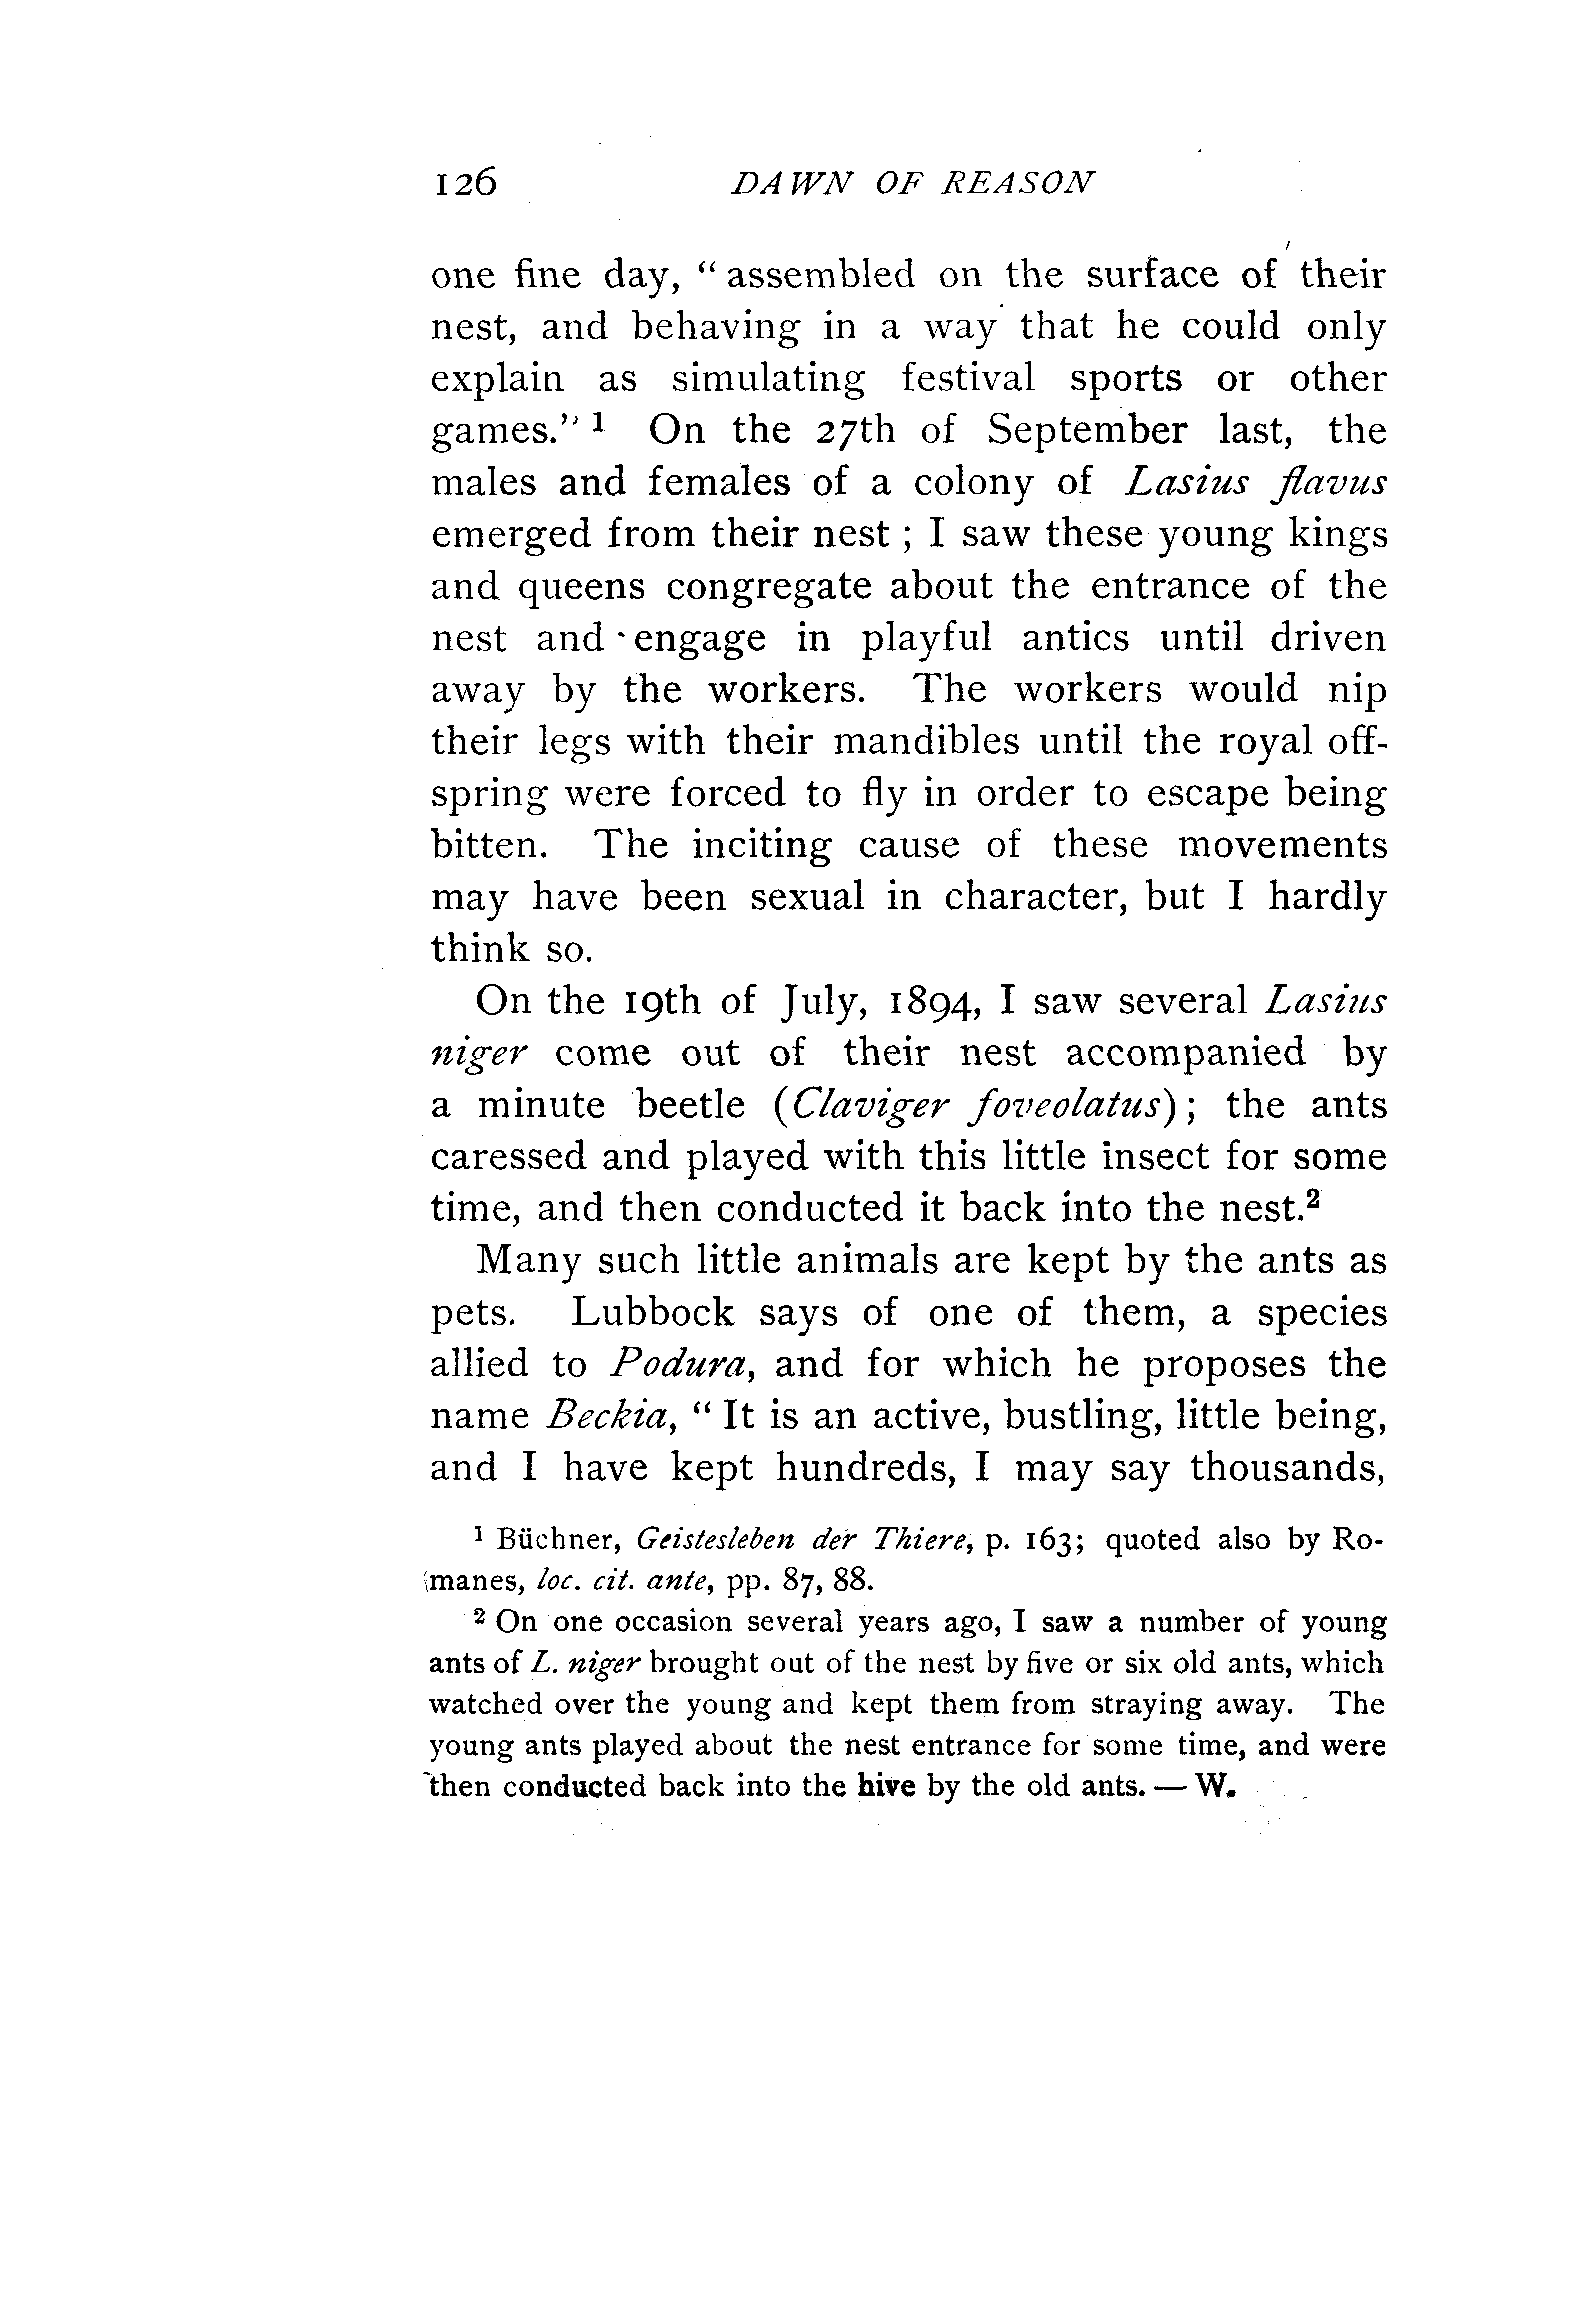 126 DAWN OF REASON
one fine day, “ assembled on the surface of their
nest, and behaving in a way that he could only
explain as simulating festival sports or other
games.” ¹ On the 27th of September last, the
males and females of a colony of Lasius flavus
emerged from their nest ; I saw these young kings
and queens congregate about the entrance of the
nest and engage in playful antics until driven
away by the workers. The workers would nip
their legs with their mandibles until the royal off-
spring were forced to fly in order to escape being
bitten. The inciting cause of these movements
may have been sexual in character, but I hardly
think so.
On the 19th of July, 1894, I saw several Lasius
niger come out of their nest accompanied by
a minute beetle (Claviger foveolatus) ; the ants
caressed and played with this little insect for some
time, and then conducted it back into the nest.²
Many such little animals are kept by the ants as
pets. Lubbock says of one of them, a species
allied to Podura, and for which he proposes the
name Beckia, “ It is an active, bustling, little being,
and I have kept hundreds, I may say thousands,
¹ Büchner, Geistesleben der Thiere, p. 163; quoted also by Ro-
manes, loc. cit. ante, pp. 87, 88.
² On one occasion several years ago, I saw a number of young
ants of L. niger brought out of the nest by five or six old ants, which
watched over the young and kept them from straying away. The
young ants played about the nest entrance for some time, and were
then conducted back into the hive by the old ants. — W.